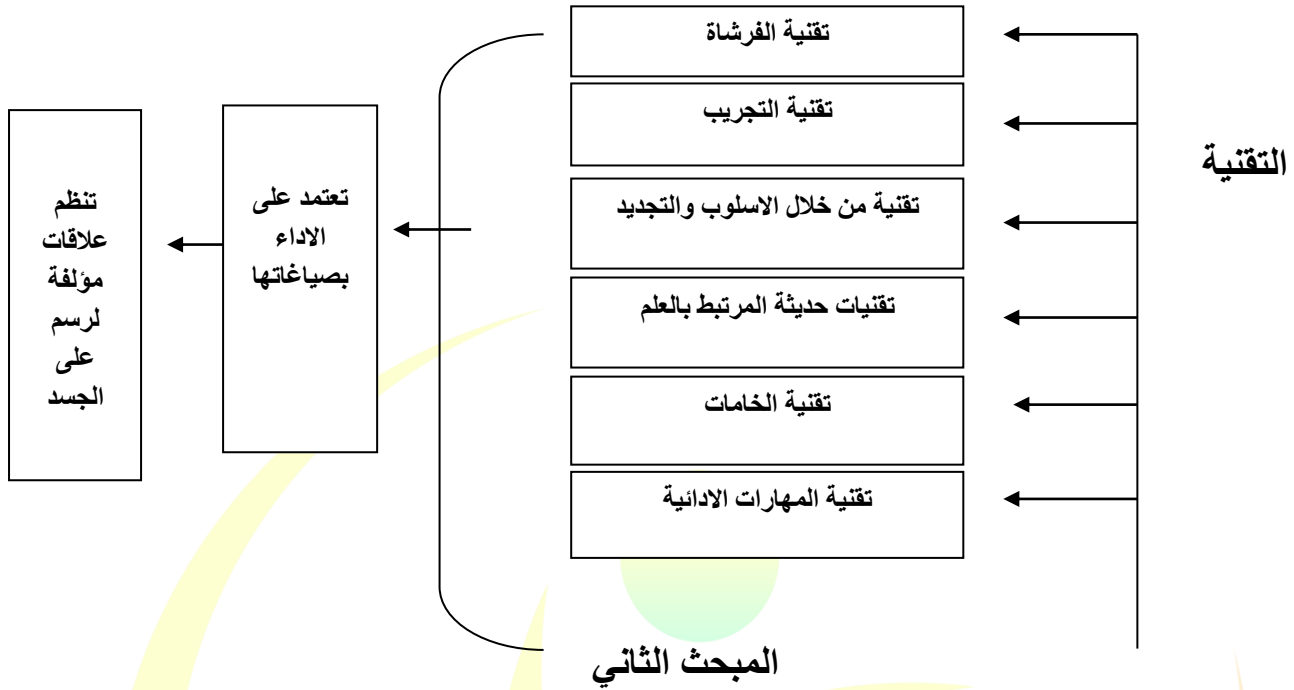 التقنية
تقنية الفرشاة
تقنية التجريب
تقنية من خلال الاسلوب والتجديد
تقنيات حديثة المرتبط بالعلم
تقنية الخامات
تقنية المهارات الادائية
تعتمد على
الاداء
بصياغاتها
تنظم
علاقات
مؤلفة
لرسم
على
الجسد
المبحث الثاني